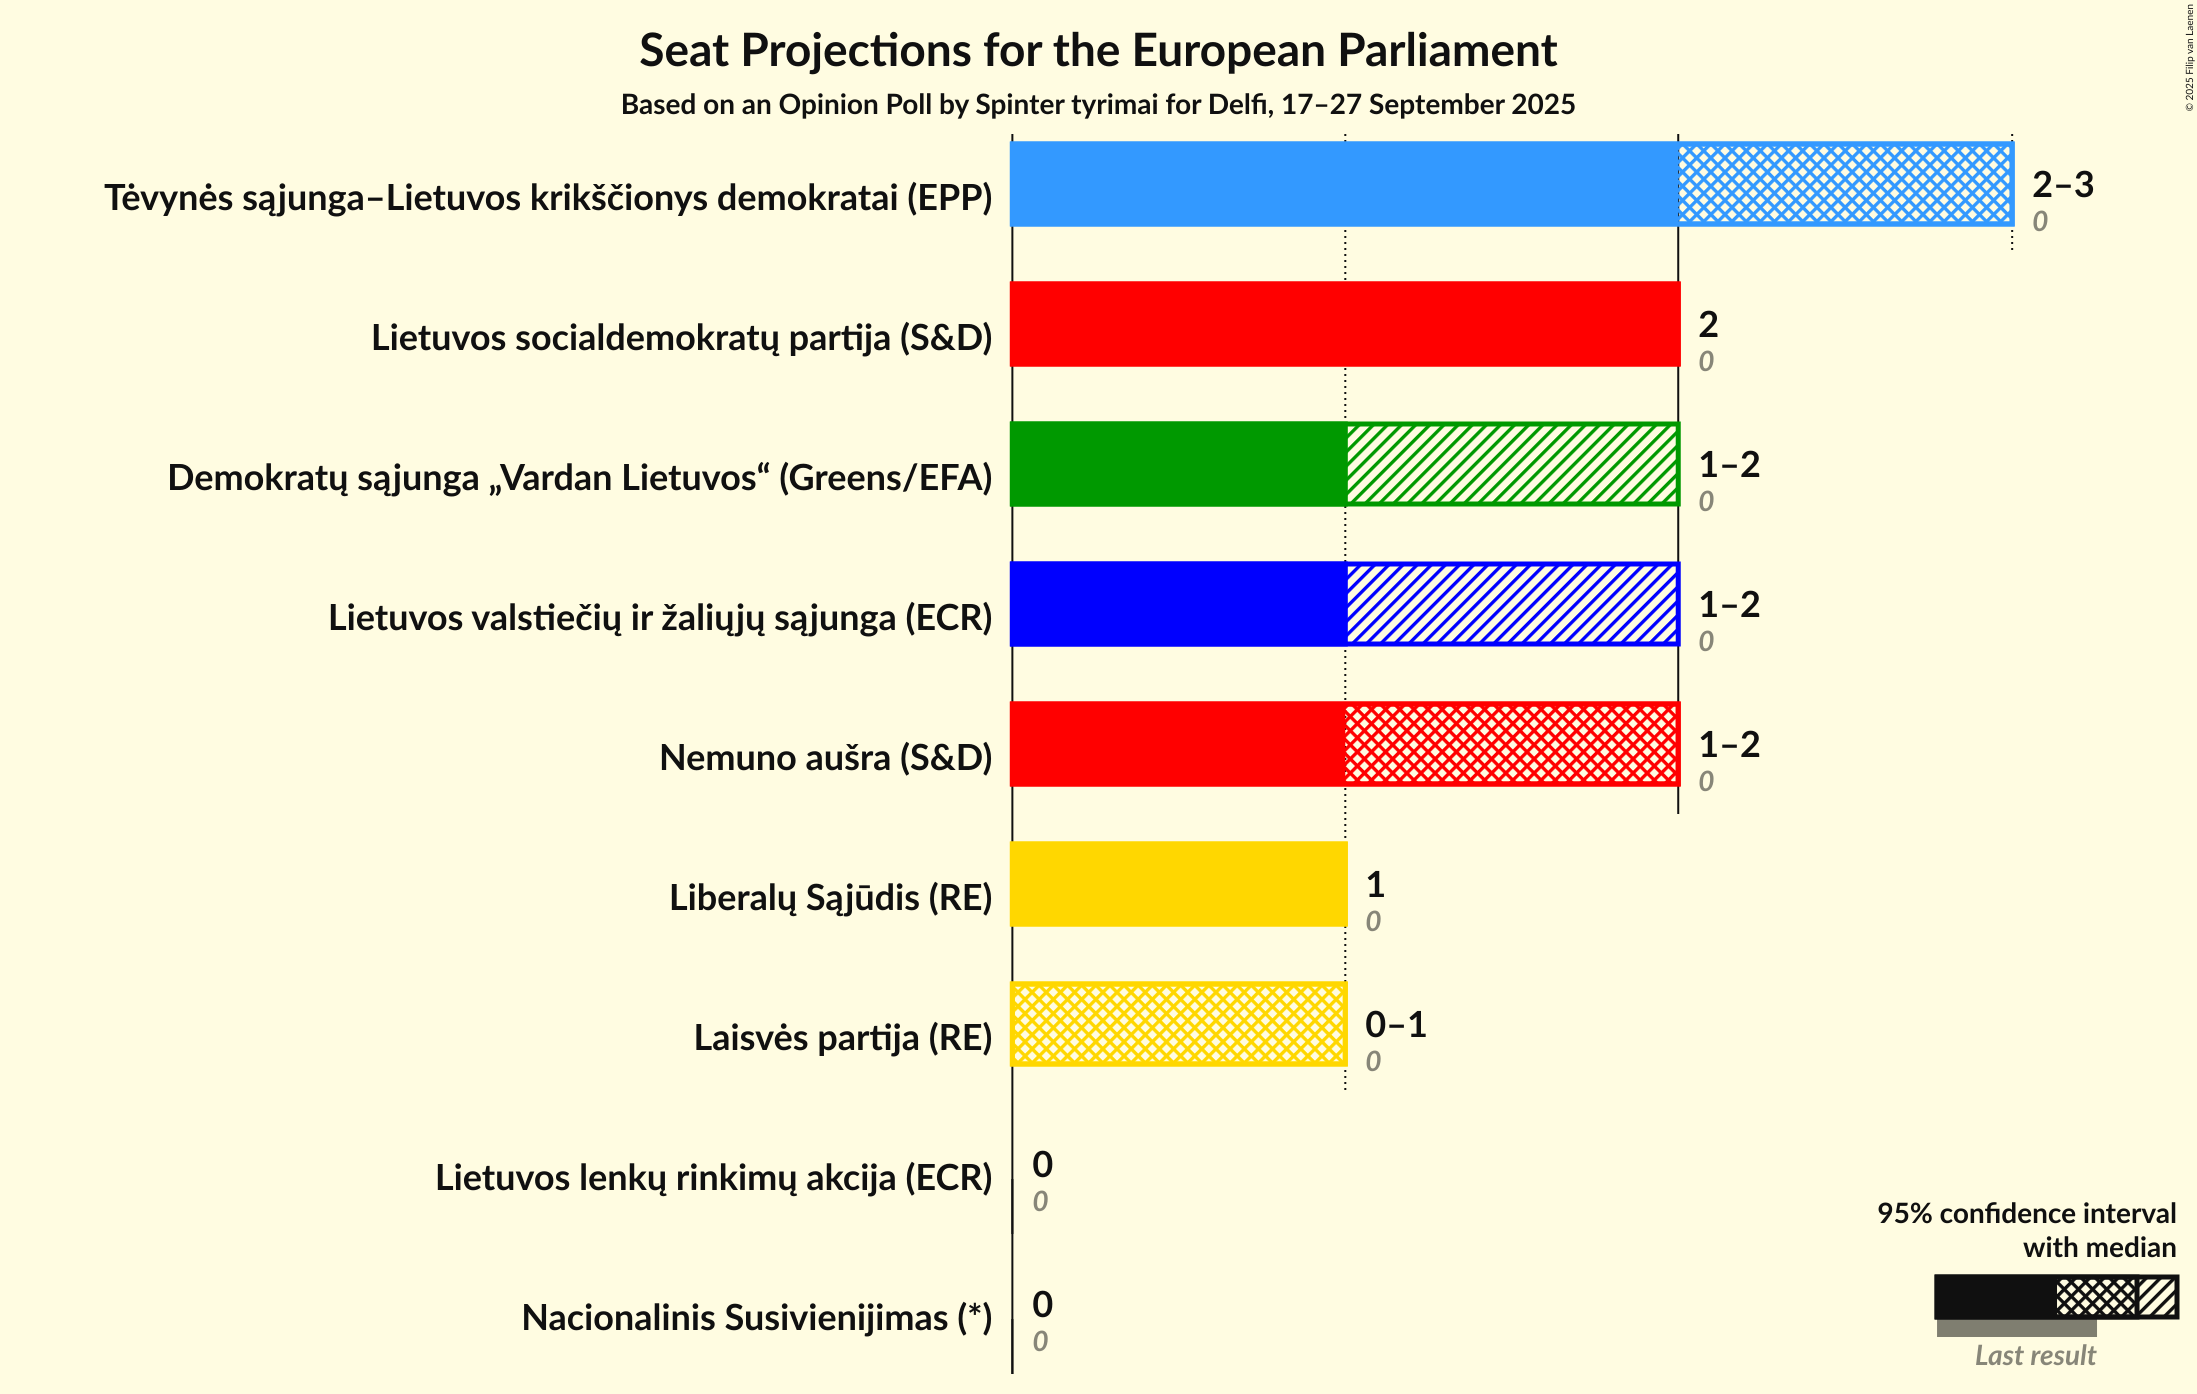 © 2025 Filip van Laenen
Seat Projections for the European Parliament
Based on an Opinion Poll by Spinter tyrimai for Delfi, 17–27 September 2025
Tėvynės sąjunga–Lietuvos krikščionys demokratai (EPP)
2–3
0
Lietuvos socialdemokratų partija (S&D)
2
0
Demokratų sąjunga „Vardan Lietuvos“ (Greens/EFA)
1–2
0
Lietuvos valstiečių ir žaliųjų sąjunga (ECR)
1–2
0
Nemuno aušra (S&D)
1–2
0
Liberalų Sąjūdis (RE)
1
0
Laisvės partija (RE)
0–1
0
Lietuvos lenkų rinkimų akcija (ECR)
0
0
Nacionalinis Susivienijimas (*)
0
0
95% confidence interval
with median
Last result